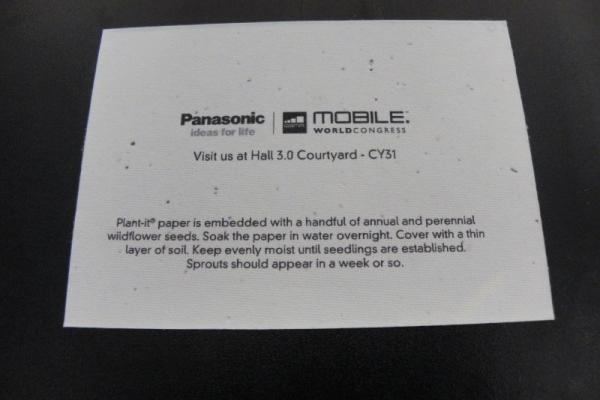 Panasonic
ideas for life
MOBILE
WORLDCONGRESS
Visit us at Hall 3.0 Courtyard - CY31
Plant-it® paper is embedded with a handful of annual and perennial
wildflower seeds. Soak the paper in water overnight. Cover with a thin
layer of soil. Keep evenly moist until seedlings are established.
Sprouts should appear in a week or so.